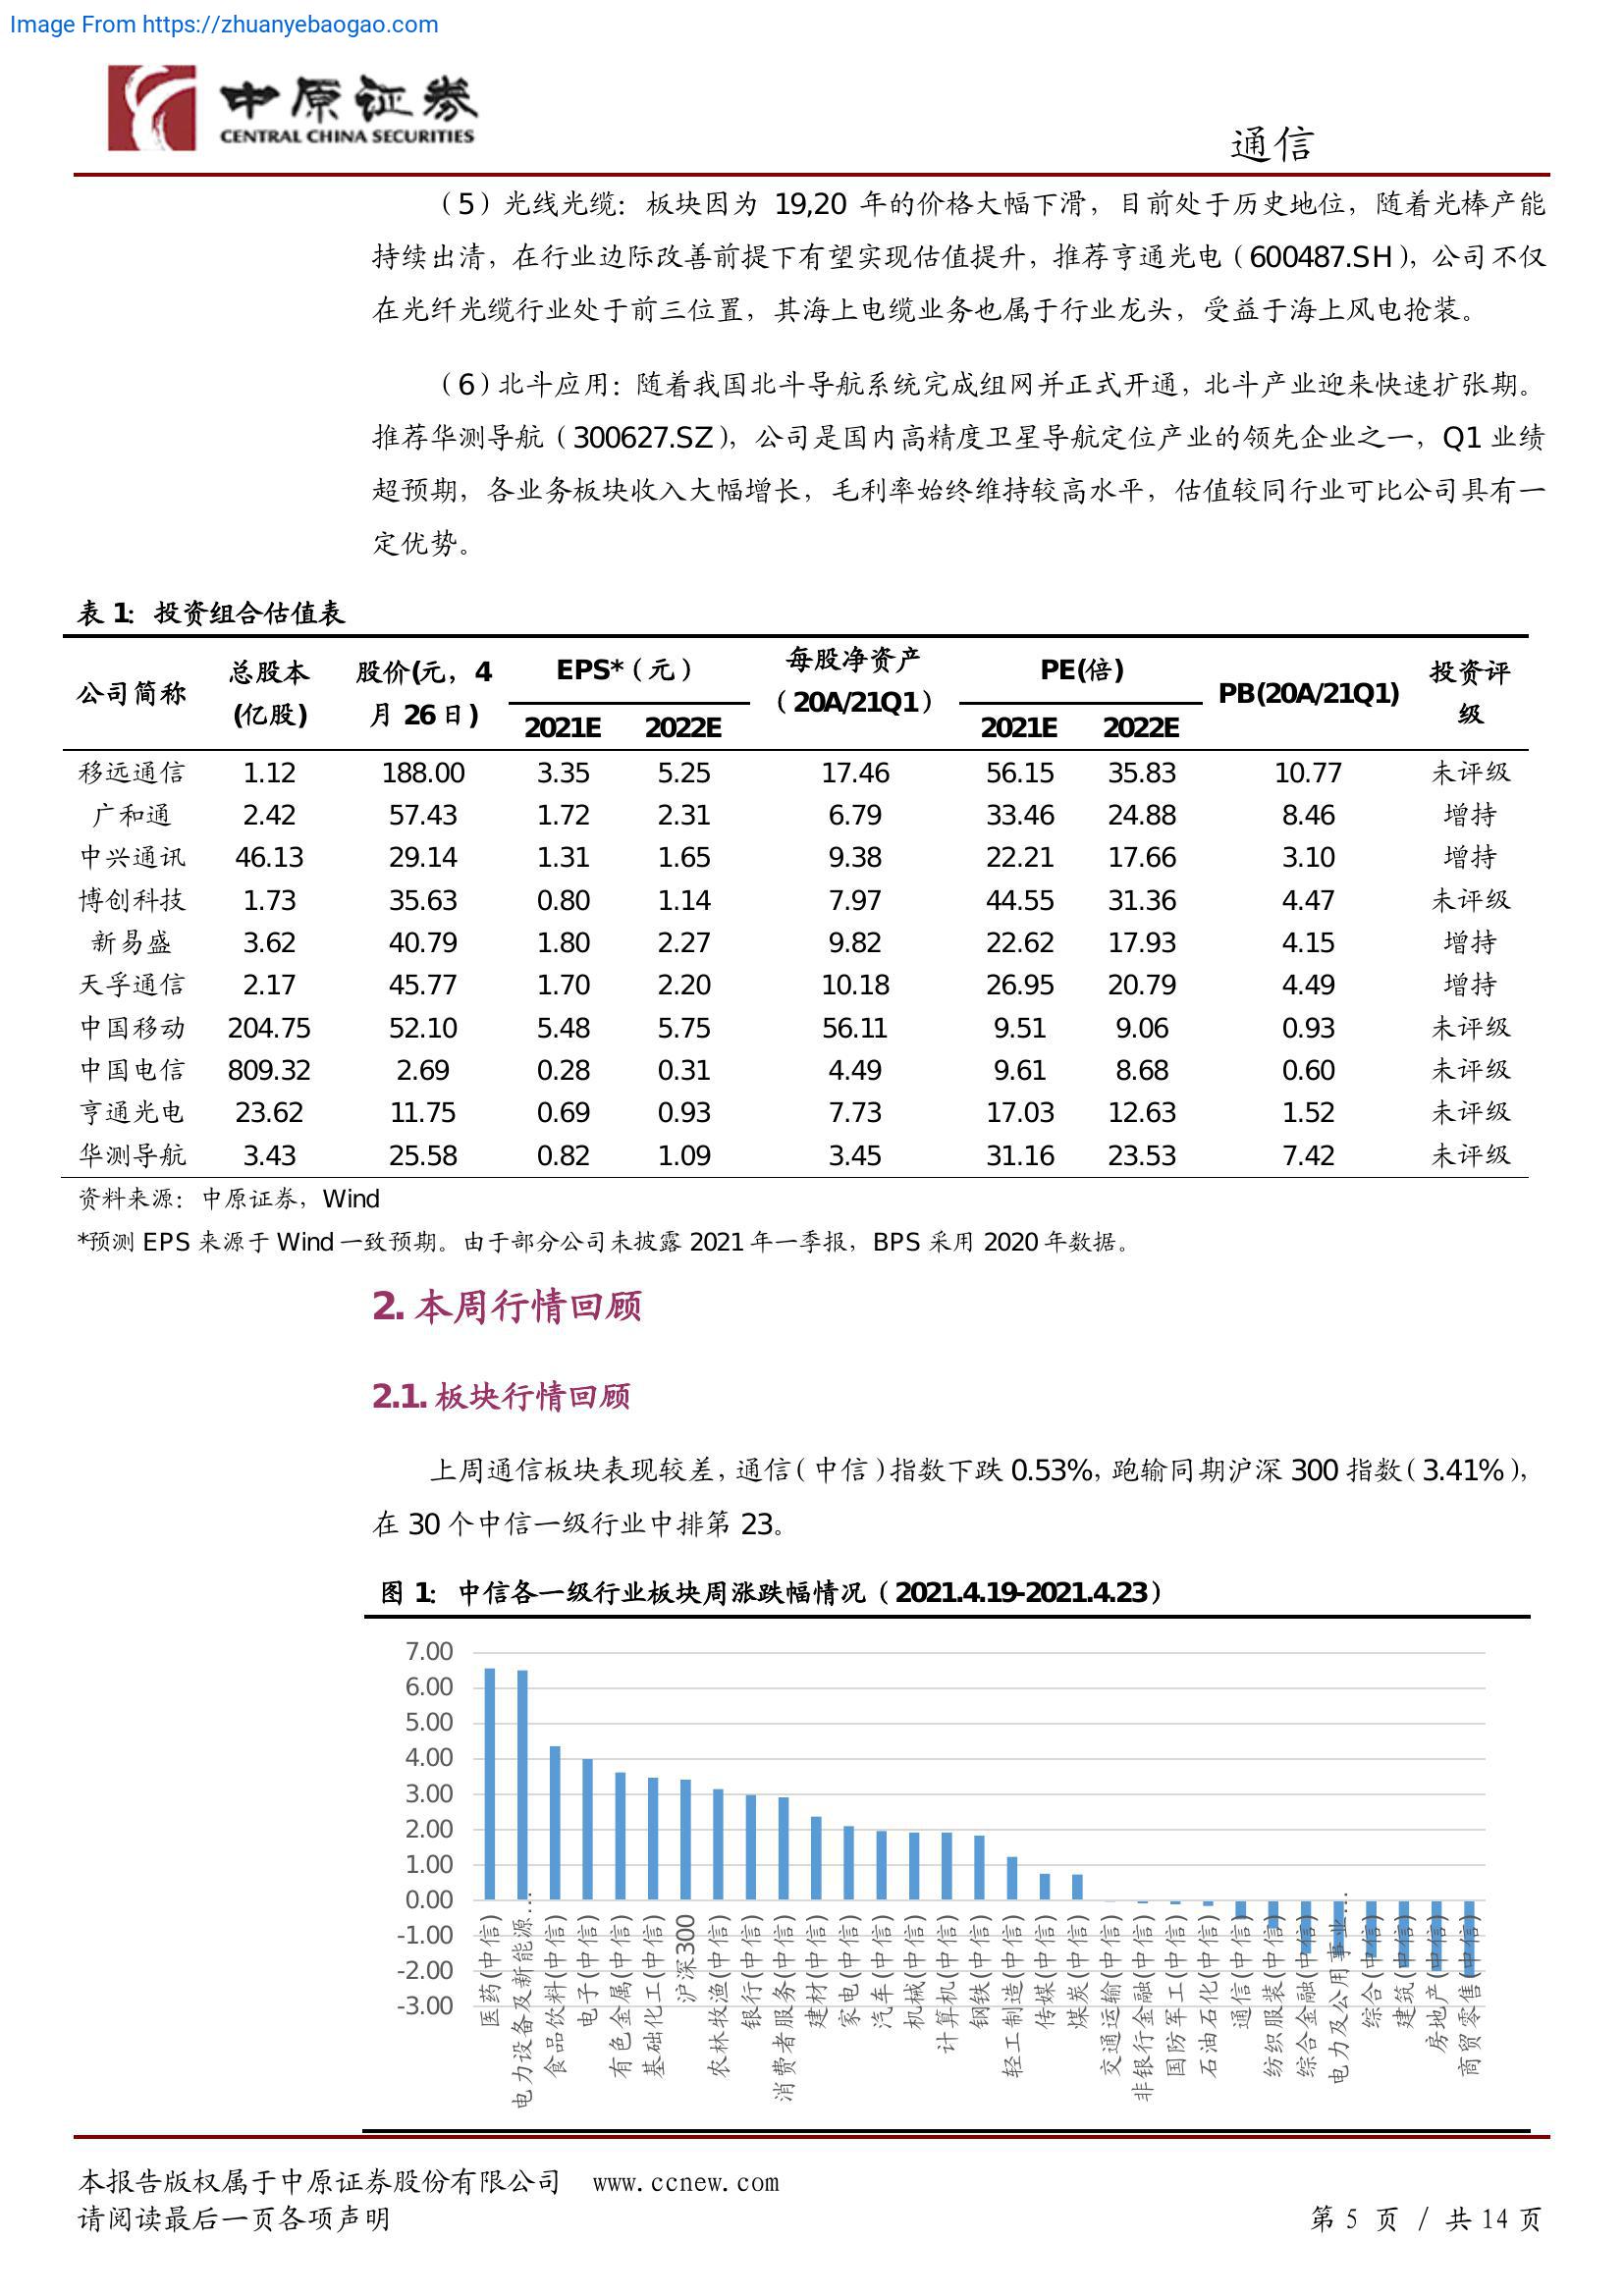 Image From https://zhuanyebaogao.com
中原证券
CENTRAL CHINA SECURITIES
通信
（5）光线光缆：板块因为 19,20 年的价格大幅下滑，目前处于历史地位，随着光棒产能
持续出清，在行业边际改善前提下有望实现估值提升，推荐亨通光电（600487.SH），公司不仅
在光纤光缆行业处于前三位置，其海上电缆业务也属于行业龙头，受益于海上风电抢装。
（6）北斗应用：随着我国北斗导航系统完成组网并正式开通，北斗产业迎来快速扩张期。
推荐华测导航（300627.SZ），公司是国内高精度卫星导航定位产业的领先企业之一，Q1 业绩
超预期，各业务板块收入大幅增长，毛利率始终维持较高水平，估值较同行业可比公司具有一
定优势。
表 1：投资组合估值表
公司简称 总股本(亿股) 股价(元，4月 26 日) EPS*（元） 每股净资产（20A/21Q1） PE(倍) PB(20A/21Q1) 投资评级
2021E 2022E 2021E 2022E
移远通信 1.12 188.00 3.35 5.25 17.46 56.15 35.83 10.77 未评级
广和通 2.42 57.43 1.72 2.31 6.79 33.46 24.88 8.46 增持
中兴通讯 46.13 29.14 1.31 1.65 9.38 22.21 17.66 3.10 增持
博创科技 1.73 35.63 0.80 1.14 7.97 44.55 31.36 4.47 未评级
新易盛 3.62 40.79 1.80 2.27 9.82 22.62 17.93 4.15 增持
天孚通信 2.17 45.77 1.70 2.20 10.18 26.95 20.79 4.49 增持
中国移动 204.75 52.10 5.48 5.75 56.11 9.51 9.06 0.93 未评级
中国电信 809.32 2.69 0.28 0.31 4.49 9.61 8.68 0.60 未评级
亨通光电 23.62 11.75 0.69 0.93 7.73 17.03 12.63 1.52 未评级
华测导航 3.43 25.58 0.82 1.09 3.45 31.16 23.53 7.42 未评级
资料来源：中原证券，Wind
*预测 EPS 来源于 Wind 一致预期。由于部分公司未披露 2021 年一季报，BPS 采用 2020 年数据。
2. 本周行情回顾
2.1. 板块行情回顾
上周通信板块表现较差，通信（中信）指数下跌 0.53%，跑输同期沪深 300 指数（3.41%），
在 30 个中信一级行业中排第 23。
图 1：中信各一级行业板块周涨跌幅情况（2021.4.19-2021.4.23）
7.00
6.00
5.00
4.00
3.00
2.00
1.00
0.00
-1.00
-2.00
-3.00
医药(中信)
电力设备及新能源…
食品饮料(中信)
电子(中信)
有色金属(中信)
基础化工(中信)
沪深300
农林牧渔(中信)
银行(中信)
消费者服务(中信)
建材(中信)
家电(中信)
汽车(中信)
机械(中信)
计算机(中信)
钢铁(中信)
轻工制造(中信)
传媒(中信)
煤炭(中信)
交通运输(中信)
非银行金融(中信)
国防军工(中信)
石油石化(中信)
通信(中信)
纺织服装(中信)
综合金融(中信)
电力及公用事业…
综合(中信)
建筑(中信)
房地产(中信)
商贸零售(中信)
本报告版权属于中原证券股份有限公司 www.ccnew.com
请阅读最后一页各项声明
第 5 页 / 共 14 页